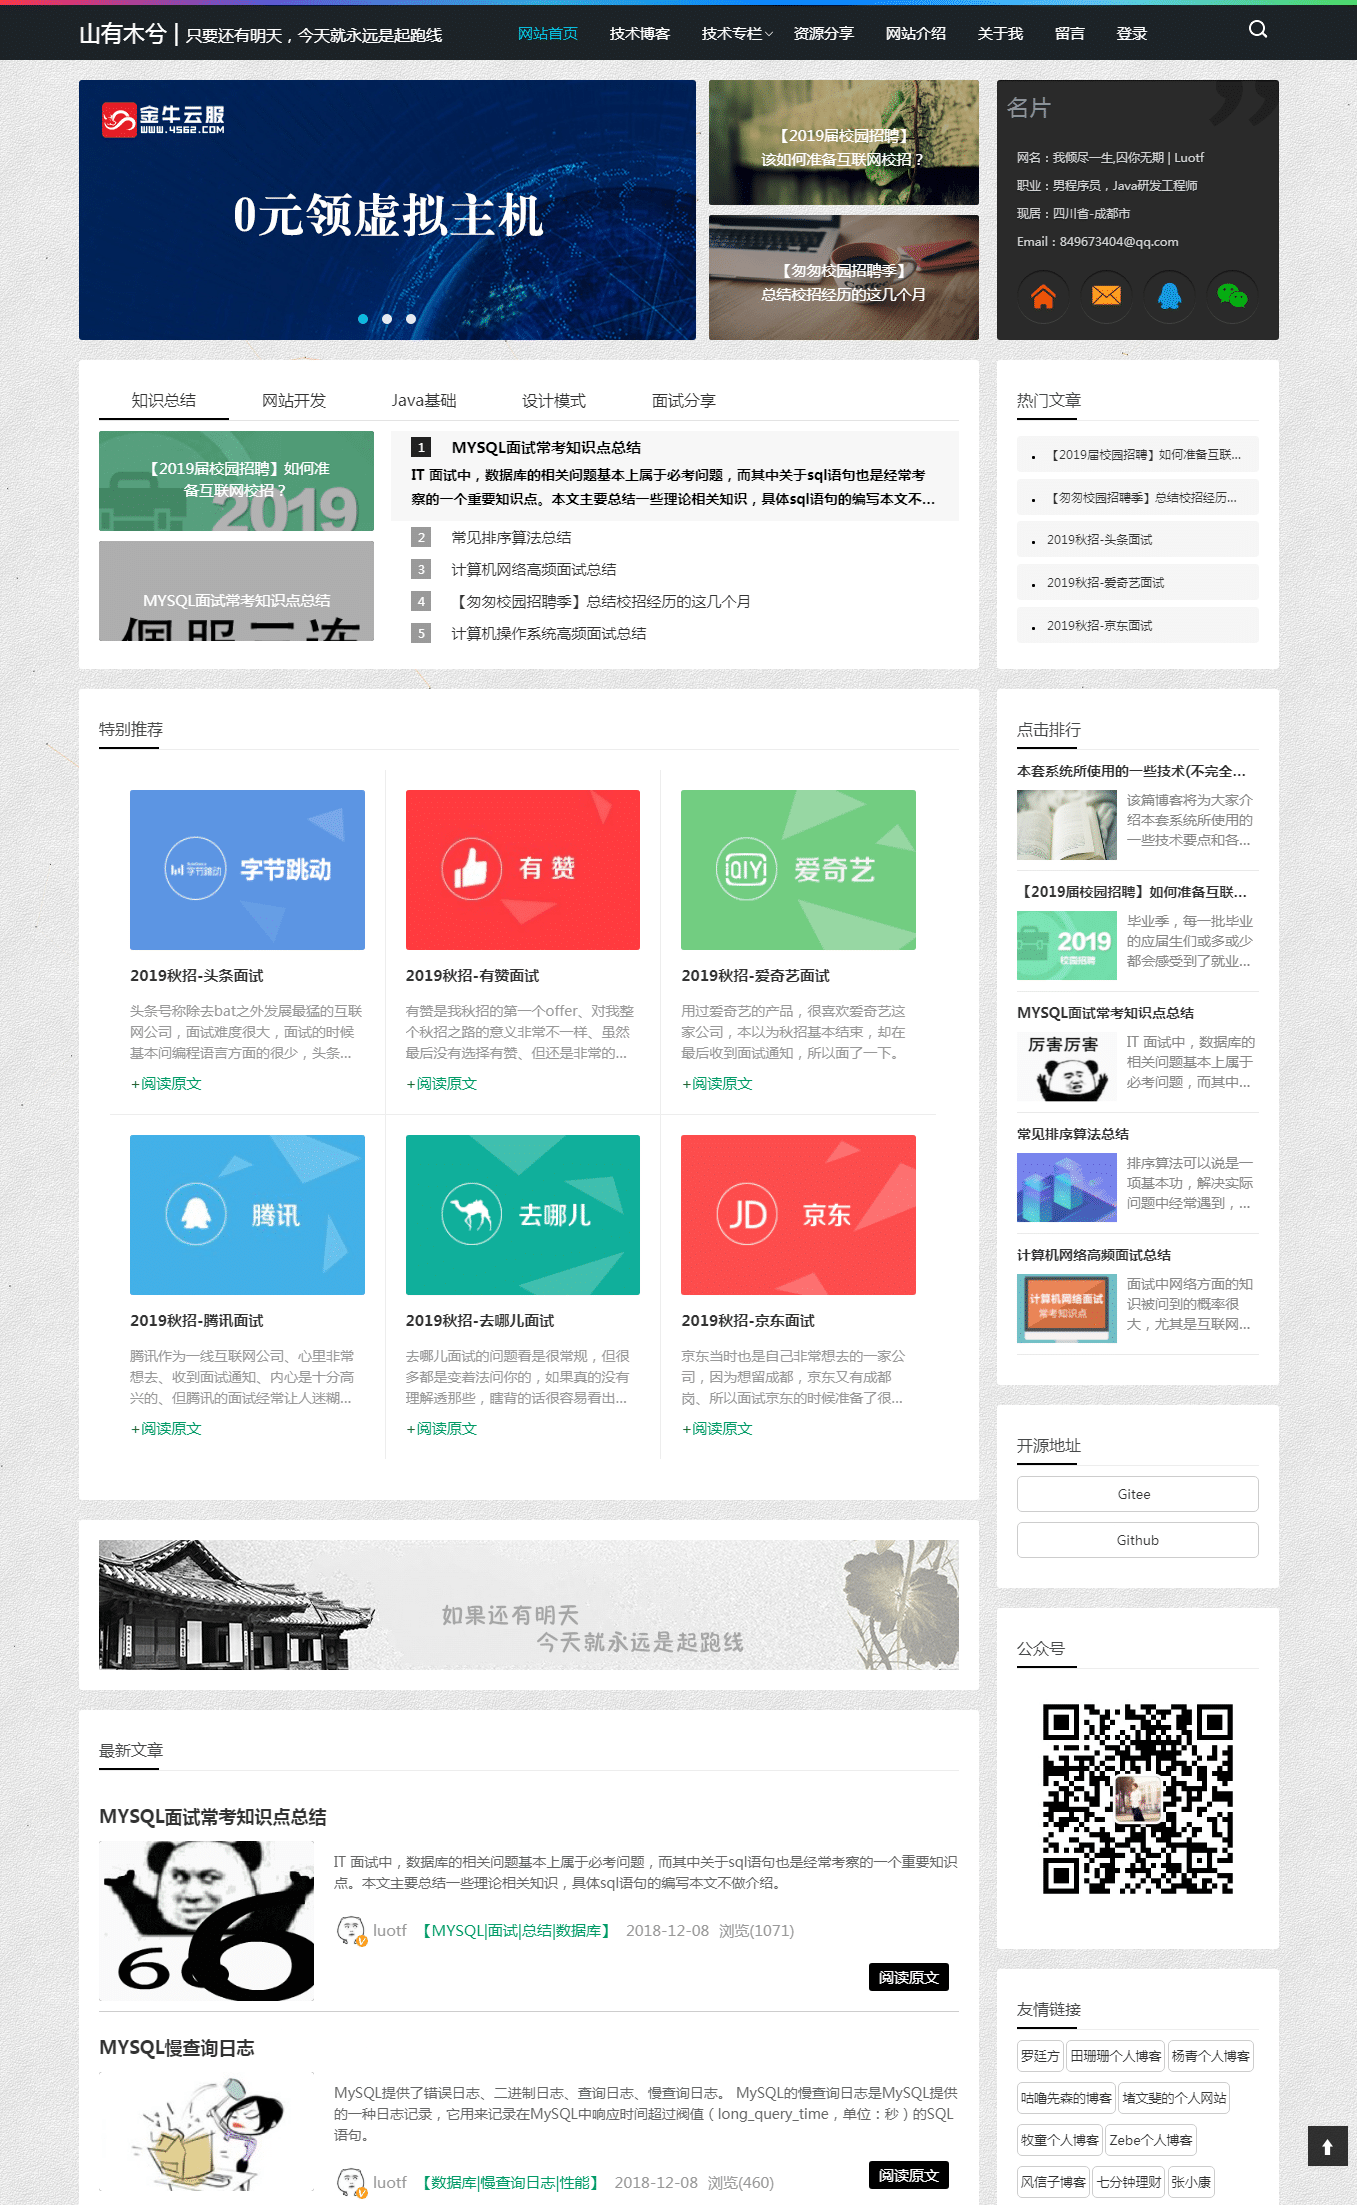 山有木兮 | 只要还有明天，今天就永远是起跑线
网站首页 技术博客 技术专栏 资源分享 网站介绍 关于我 留言 登录
金牛云服
WWW.4562.COM
0元领虚拟主机
【2019届校园招聘】
该如何准备互联网校招？
【匆匆校园招聘季】
总结校招经历的这几个月
名片
网名：我倾尽一生,囚你无期 | Luotf
职业：男程序员，Java研发工程师
现居：四川省-成都市
Email：849673404@qq.com
知识总结 网站开发 Java基础 设计模式 面试分享
【2019届校园招聘】如何准
备互联网校招？
2019
MYSQL面试常考知识点总结
1 MYSQL面试常考知识点总结
IT 面试中，数据库的相关问题基本上属于必考问题，而其中关于sql语句也是经常考
察的一个重要知识点。本文主要总结一些理论相关知识，具体sql语句的编写本文不...
2 常见排序算法总结
3 计算机网络高频面试总结
4 【匆匆校园招聘季】总结校招经历的这几个月
5 计算机操作系统高频面试总结
热门文章
【2019届校园招聘】如何准备互联...
【匆匆校园招聘季】总结校招经历...
2019秋招-头条面试
2019秋招-爱奇艺面试
2019秋招-京东面试
特别推荐
字节跳动 字节跳动
有赞
iQIYI 爱奇艺
2019秋招-头条面试
头条号称除去bat之外发展最猛的互联
网公司，面试难度很大，面试的时候
基本问编程语言方面的很少，头条...
+阅读原文
2019秋招-有赞面试
有赞是我秋招的第一个offer、对我整
个秋招之路的意义非常不一样、虽然
最后没有选择有赞、但还是非常的...
+阅读原文
2019秋招-爱奇艺面试
用过爱奇艺的产品，很喜欢爱奇艺这
家公司，本以为秋招基本结束，却在
最后收到面试通知，所以面了一下。
+阅读原文
腾讯
去哪儿
JD 京东
2019秋招-腾讯面试
腾讯作为一线互联网公司、心里非常
想去、收到面试通知、内心是十分高
兴的、但腾讯的面试经常让人迷糊...
+阅读原文
2019秋招-去哪儿面试
去哪儿面试的问题看是很常规，但很
多都是变着法问你的，如果真的没有
理解透那些，瞎背的话很容易看出...
+阅读原文
2019秋招-京东面试
京东当时也是自己非常想去的一家公
司，因为想留成都，京东又有成都
岗、所以面试京东的时候准备了很...
+阅读原文
点击排行
本套系统所使用的一些技术(不完全...
该篇博客将为大家介
绍本套系统所使用的
一些技术要点和各...
【2019届校园招聘】如何准备互联...
2019
校园招聘
毕业季，每一批毕业
的应届生们或多或少
都会感受到了就业...
MYSQL面试常考知识点总结
厉害厉害
IT 面试中，数据库的
相关问题基本上属于
必考问题，而其中...
常见排序算法总结
排序算法可以说是一
项基本功，解决实际
问题中经常遇到，...
计算机网络高频面试总结
计算机网络面试
常考知识点
面试中网络方面的知
识被问到的概率很
大，尤其是互联网...
开源地址
Gitee
Github
如果还有明天
今天就永远是起跑线
公众号
最新文章
MYSQL面试常考知识点总结
66
IT 面试中，数据库的相关问题基本上属于必考问题，而其中关于sql语句也是经常考察的一个重要知识
点。本文主要总结一些理论相关知识，具体sql语句的编写本文不做介绍。
luotf 【MYSQL|面试|总结|数据库】 2018-12-08 浏览(1071)
阅读原文
MYSQL慢查询日志
MySQL提供了错误日志、二进制日志、查询日志、慢查询日志。 MySQL的慢查询日志是MySQL提供
的一种日志记录，它用来记录在MySQL中响应时间超过阀值（long_query_time，单位：秒）的SQL
语句。
luotf 【数据库|慢查询日志|性能】 2018-12-08 浏览(460)
阅读原文
友情链接
罗廷方 田珊珊个人博客 杨青个人博客
咕噜先森的博客 堵文斐的个人网站
牧童个人博客 Zebe个人博客
风信子博客 七分钟理财 张小康